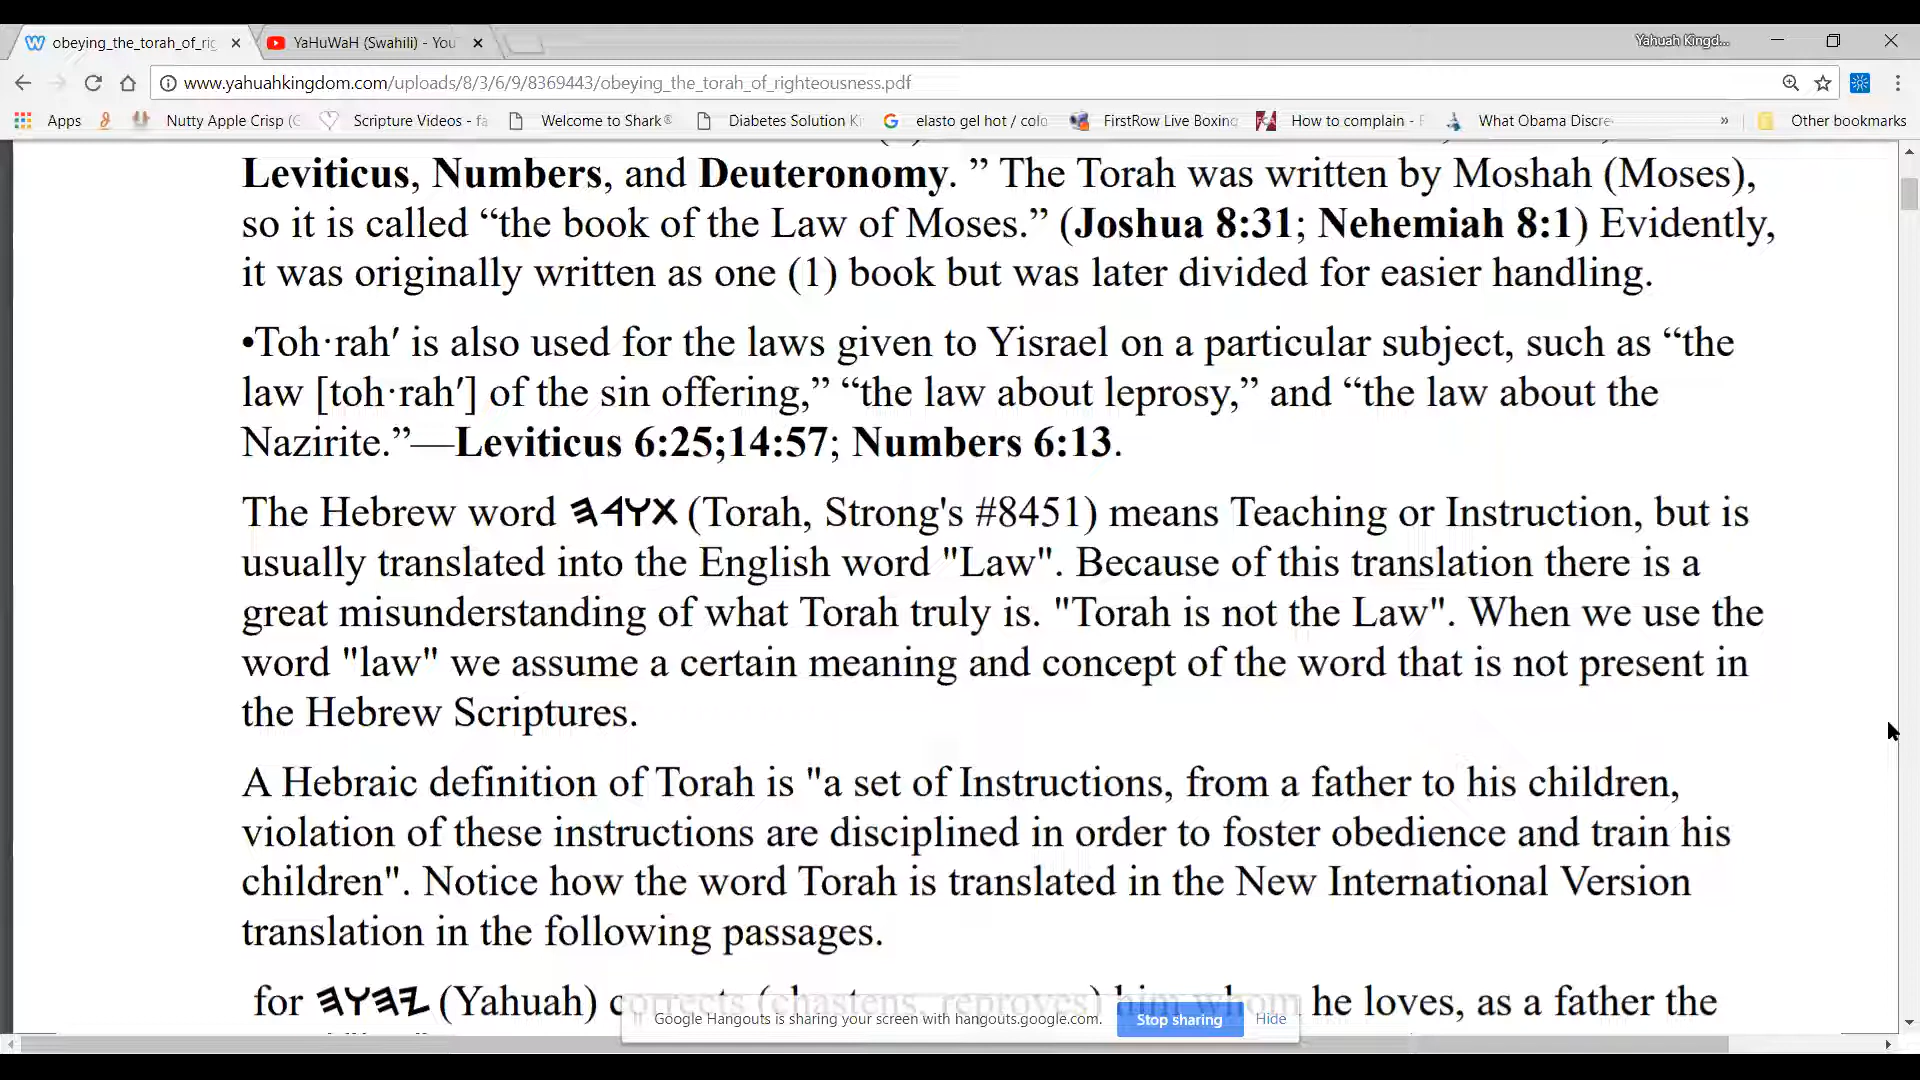 obeying_the_torah_of_rig
YaHuWaH (Swahili) - You
Yahuah Kingd...
www.yahuahkingdom.com/uploads/8/3/6/9/8369443/obeying_the_torah_of_righteousness.pdf
Apps Nutty Apple Crisp (G Scripture Videos - fa Welcome to Shark® Diabetes Solution Ki elasto gel hot / cold FirstRow Live Boxing How to complain - F What Obama Discre » Other bookmarks
Leviticus, Numbers, and Deuteronomy. ” The Torah was written by Moshah (Moses),
so it is called “the book of the Law of Moses.” (Joshua 8:31; Nehemiah 8:1) Evidently,
it was originally written as one (1) book but was later divided for easier handling.
•Toh·rah′ is also used for the laws given to Yisrael on a particular subject, such as “the
law [toh·rah′] of the sin offering,” “the law about leprosy,” and “the law about the
Nazirite.”—Leviticus 6:25;14:57; Numbers 6:13.
The Hebrew word 𐤄𐤓𐤅𐤕 (Torah, Strong's #8451) means Teaching or Instruction, but is
usually translated into the English word "Law". Because of this translation there is a
great misunderstanding of what Torah truly is. "Torah is not the Law". When we use the
word "law" we assume a certain meaning and concept of the word that is not present in
the Hebrew Scriptures.
A Hebraic definition of Torah is "a set of Instructions, from a father to his children,
violation of these instructions are disciplined in order to foster obedience and train his
children". Notice how the word Torah is translated in the New International Version
translation in the following passages.
for 𐤄𐤅𐤄𐤉 (Yahuah) corrects (chastens, reproves) him whom he loves, as a father the
Google Hangouts is sharing your screen with hangouts.google.com. Stop sharing Hide